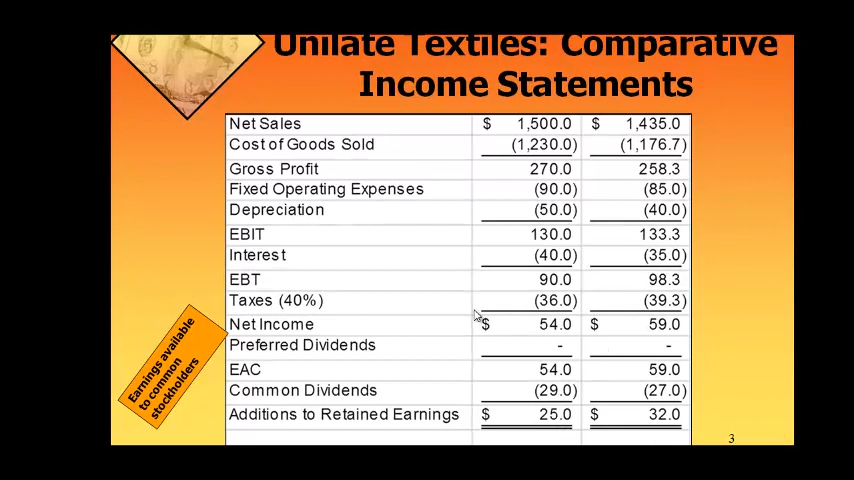 Unilate Textiles: Comparative
Income Statements
Net Sales $ 1,500.0 $ 1,435.0
Cost of Goods Sold (1,230.0) (1,176.7)
Gross Profit 270.0 258.3
Fixed Operating Expenses (90.0) (85.0)
Depreciation (50.0) (40.0)
EBIT 130.0 133.3
Interest (40.0) (35.0)
EBT 90.0 98.3
Taxes (40%) (36.0) (39.3)
Net Income $ 54.0 $ 59.0
Preferred Dividends - -
EAC 54.0 59.0
Common Dividends (29.0) (27.0)
Additions to Retained Earnings $ 25.0 $ 32.0
Earnings available
to common
stockholders
3